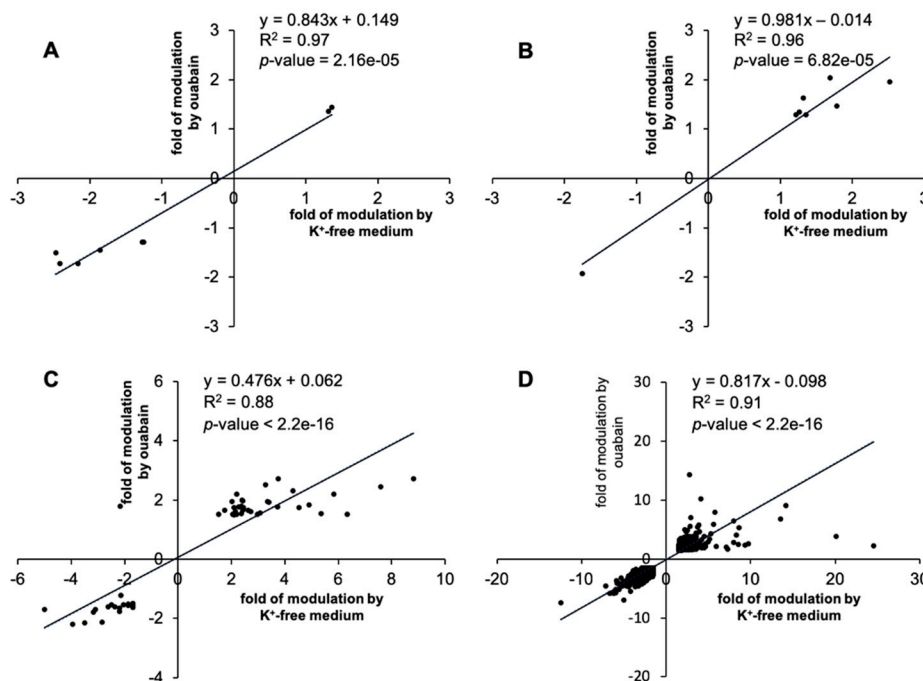 A
y = 0.843x + 0.149
R² = 0.97
p-value = 2.16e-05
fold of modulation
by ouabain
3
2
1
0
-1
-2
-3
-3 -2 -1 0 1 2 3
fold of modulation by
K⁺-free medium
B
y = 0.981x – 0.014
R² = 0.96
p-value = 6.82e-05
fold of modulation
by ouabain
3
2
1
0
-1
-2
-3
-3 -2 -1 0 1 2 3
fold of modulation by
K⁺-free medium
C
y = 0.476x + 0.062
R² = 0.88
p-value < 2.2e-16
fold of modulation
by ouabain
6
4
2
0
-2
-4
-6 -4 -2 0 2 4 6 8 10
fold of modulation by
K⁺-free medium
D
y = 0.817x - 0.098
R² = 0.91
p-value < 2.2e-16
fold of modulation by
ouabain
30
20
10
0
-10
-20
-20 -10 0 10 20 30
fold of modulation by
K⁺-free medium